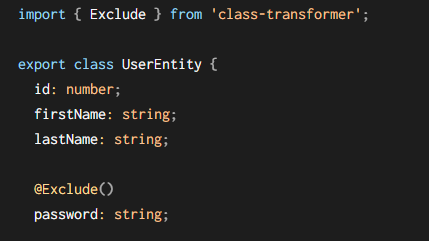 import { Exclude } from 'class-transformer';
export class UserEntity {
id: number;
firstName: string;
lastName: string;
@Exclude()
password: string;